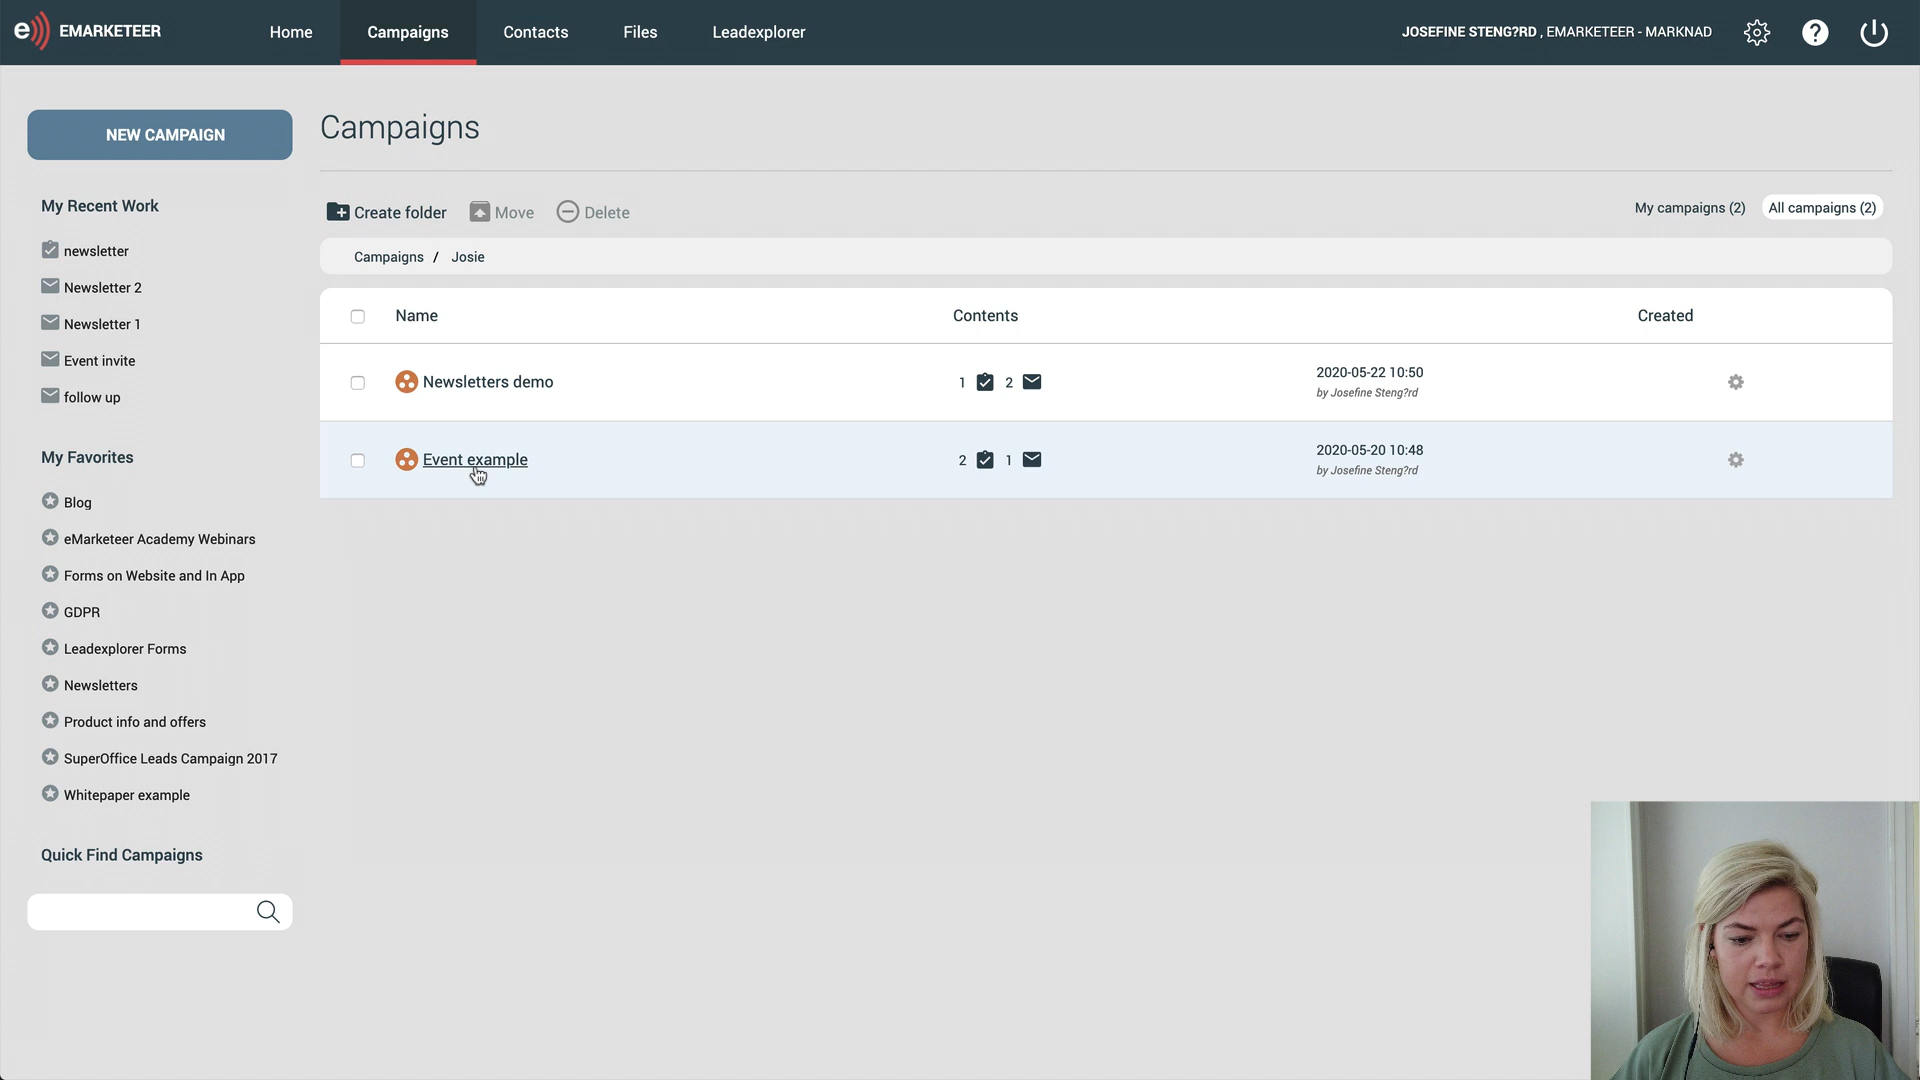 e EMARKETEER
Home
Campaigns
Contacts
Files
Leadexplorer
JOSEFINE STENG?RD , EMARKETEER - MARKNAD
?
NEW CAMPAIGN
My Recent Work
newsletter
Newsletter 2
Newsletter 1
Event invite
follow up
My Favorites
Blog
eMarketeer Academy Webinars
Forms on Website and In App
GDPR
Leadexplorer Forms
Newsletters
Product info and offers
SuperOffice Leads Campaign 2017
Whitepaper example
Quick Find Campaigns
Campaigns
Create folder
Move
Delete
My campaigns (2)
All campaigns (2)
Campaigns / Josie
Name
Contents
Created
Newsletters demo
1 2
2020-05-22 10:50
by Josefine Steng?rd
Event example
2 1
2020-05-20 10:48
by Josefine Steng?rd